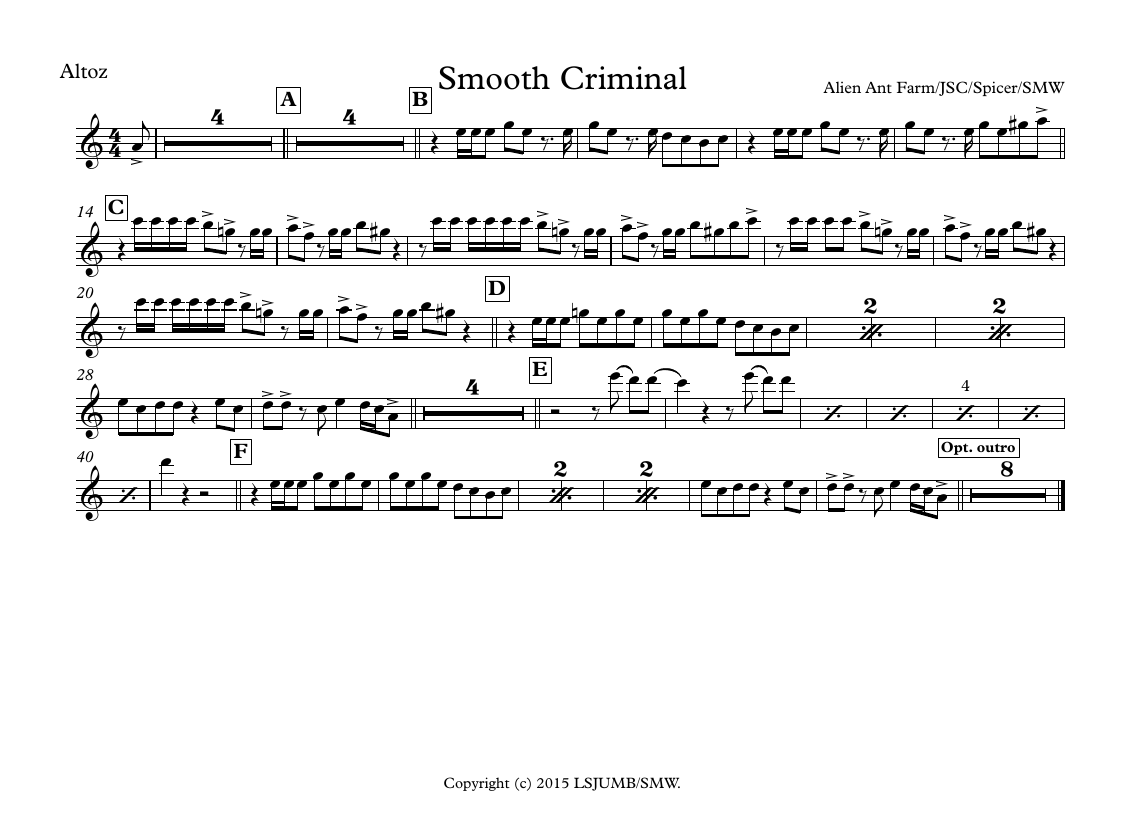 Altoz
Smooth Criminal
Alien Ant Farm/JSC/Spicer/SMW
A B
4 4
4
4
14 C
20 D
2 2
28 E
4 4
40 F
2 2
Opt. outro
8
Copyright (c) 2015 LSJUMB/SMW.